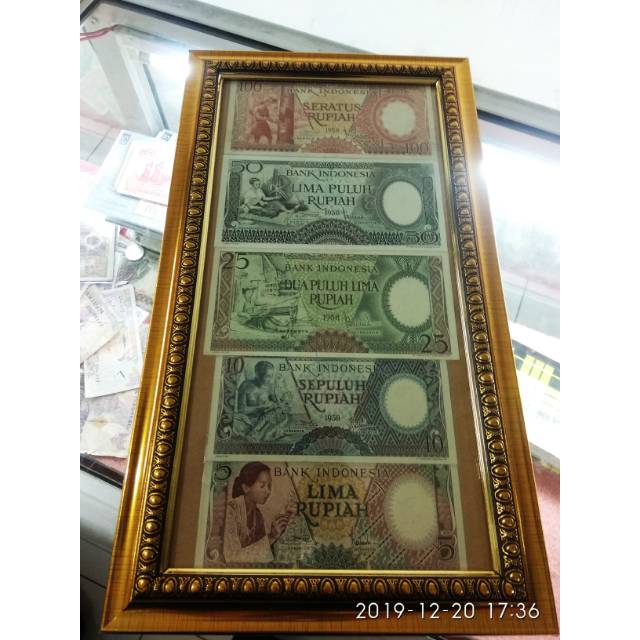 100
BANK INDONESIA
SERATUS
RUPIAH
1958
100
50
BANK INDONESIA
LIMA PULUH
RUPIAH
1958
50
25
BANK INDONESIA
DUA PULUH LIMA
RUPIAH
1958
25
10
BANK INDONESIA
SEPULUH
RUPIAH
1958
10
5
BANK INDONESIA
LIMA
RUPIAH
5
2019-12-20 17:36